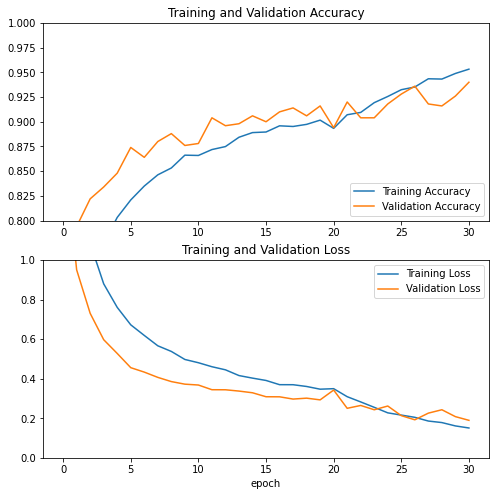 Training and Validation Accuracy
1.000
0.975
0.950
0.925
0.900
0.875
0.850
0.825
0.800
Training Accuracy
Validation Accuracy
0 5 10 15 20 25 30
Training and Validation Loss
1.0
0.8
0.6
0.4
0.2
0.0
Training Loss
Validation Loss
0 5 10 15 20 25 30
epoch